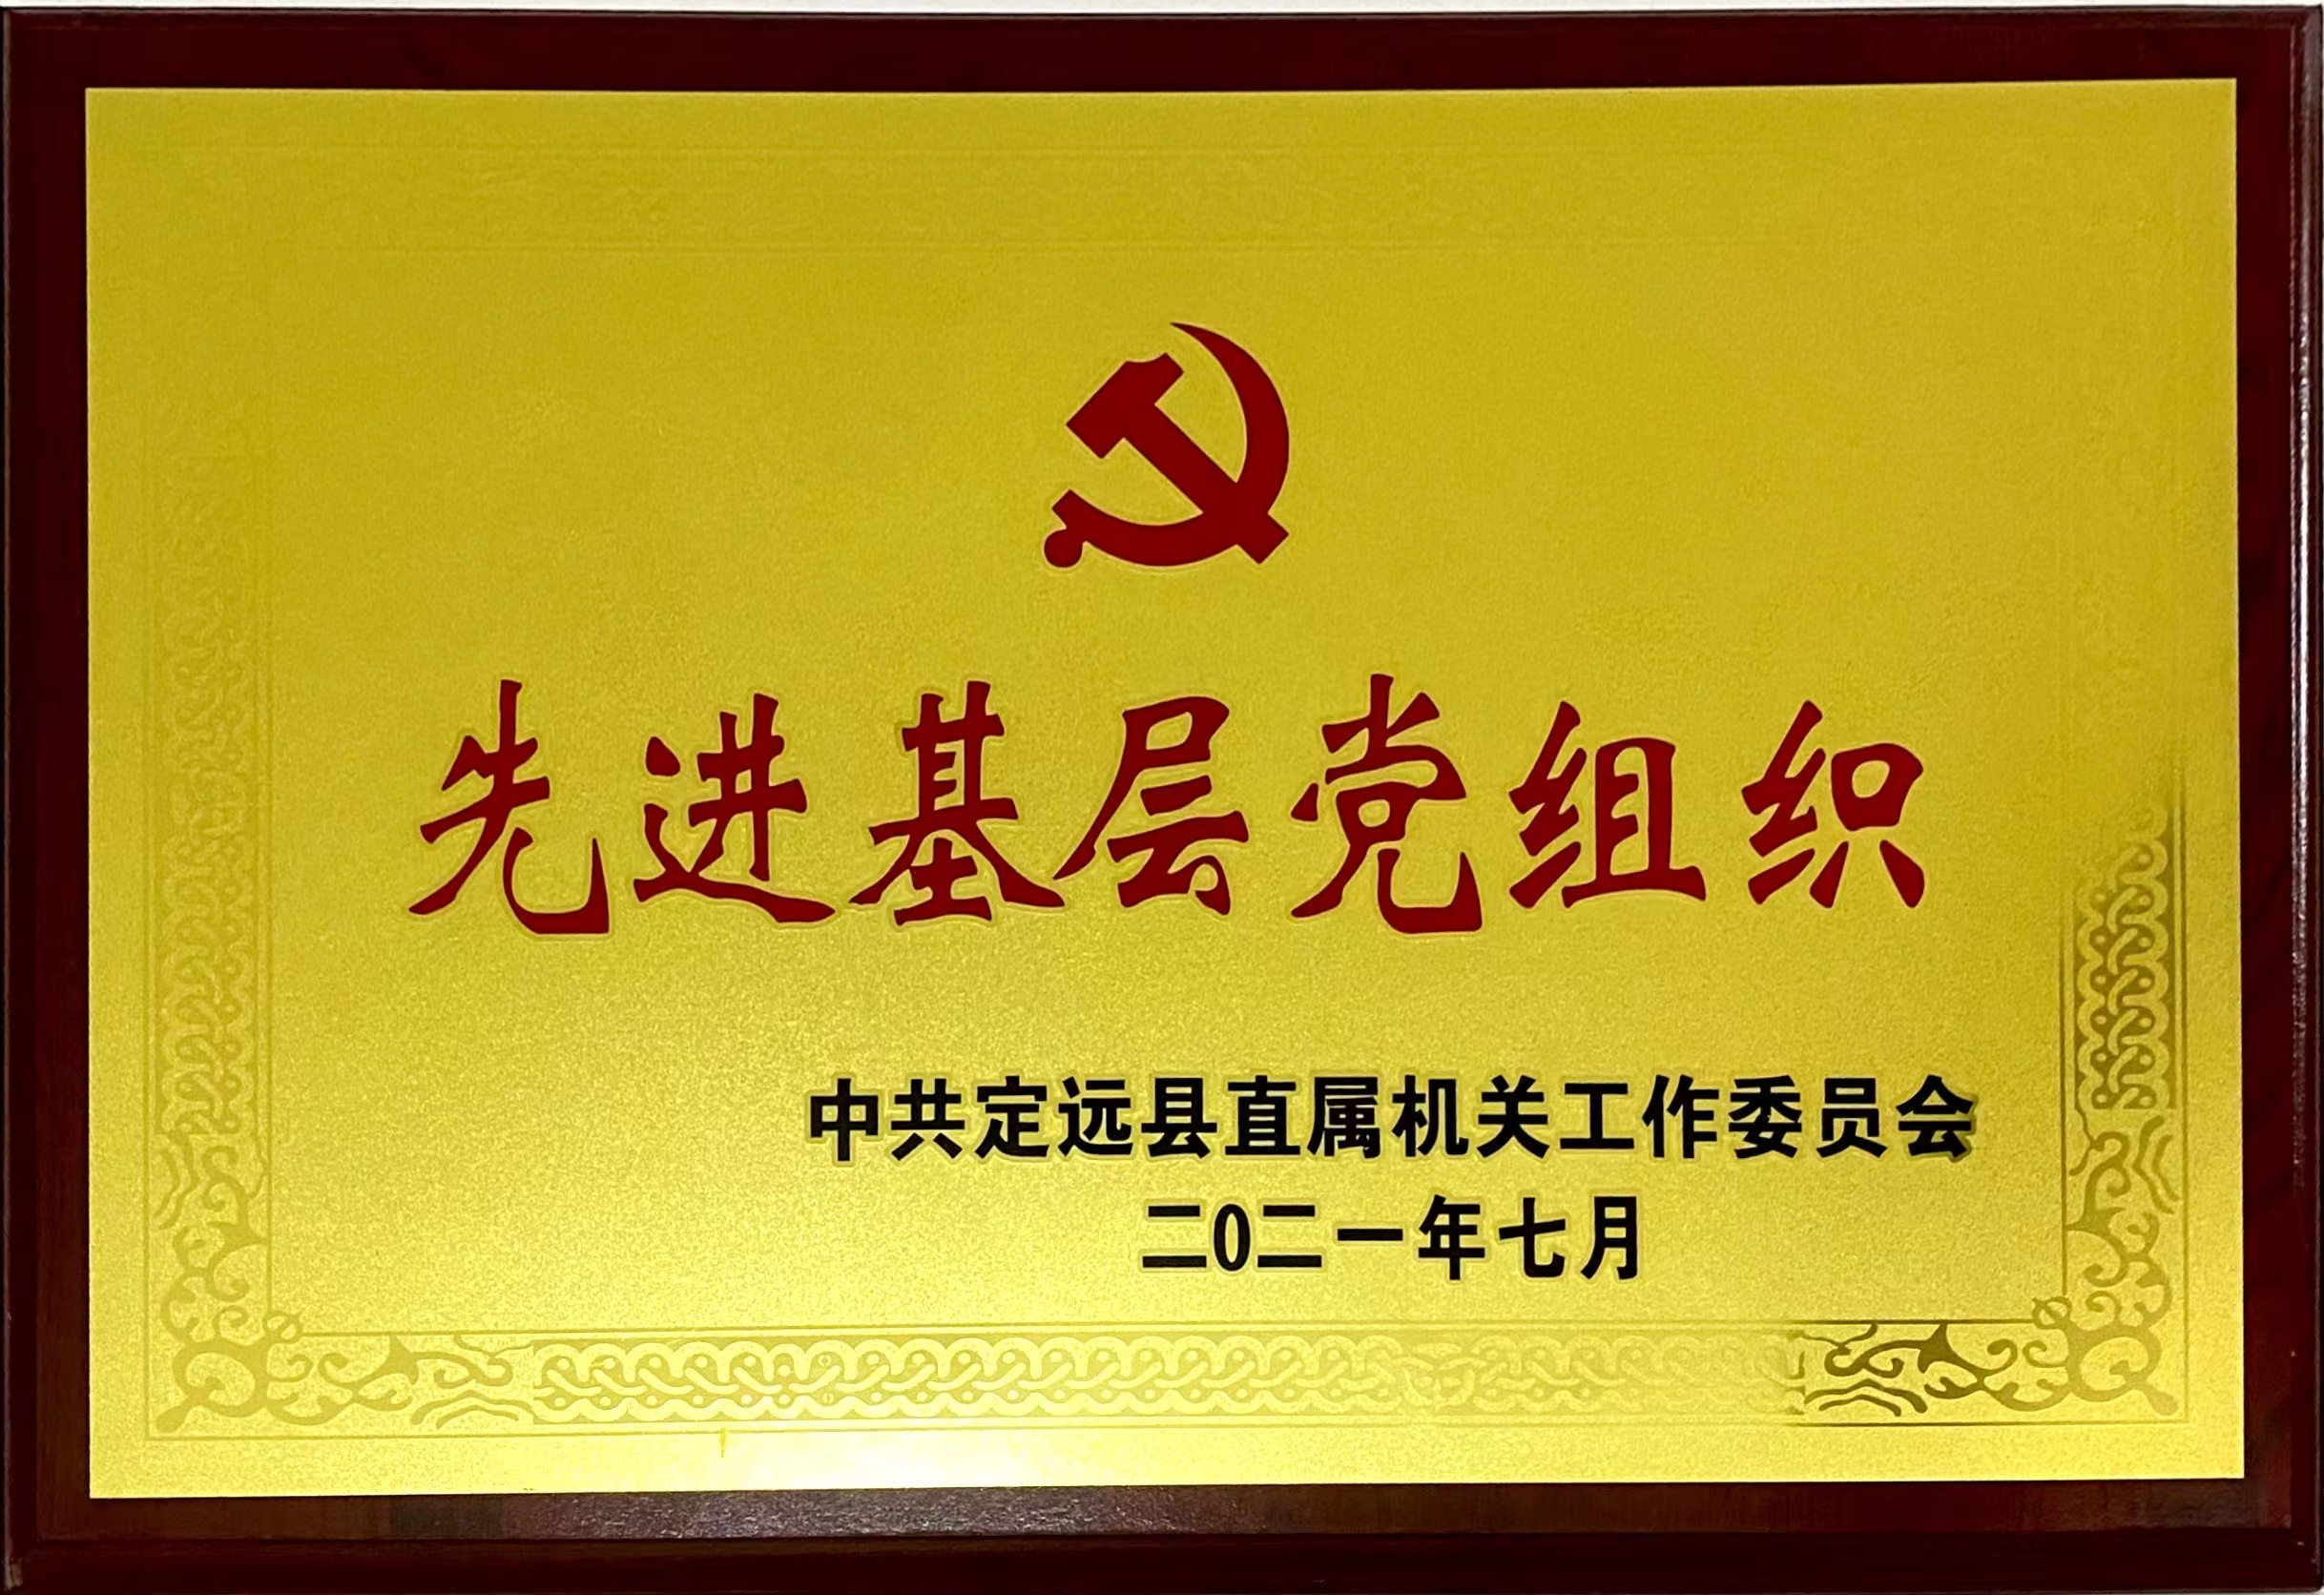 先进基层党组织
中共定远县直属机关工作委员会
二0二一年七月